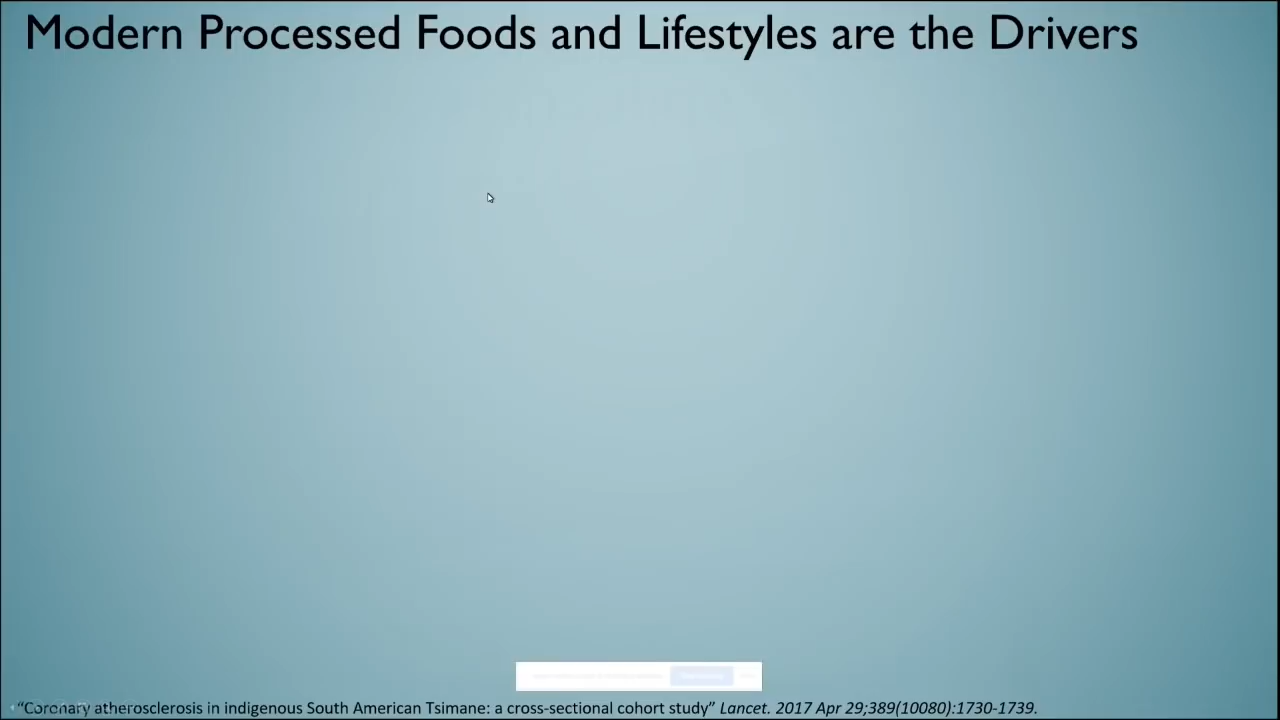 Modern Processed Foods and Lifestyles are the Drivers
“Coronary atherosclerosis in indigenous South American Tsimane: a cross-sectional cohort study” Lancet. 2017 Apr 29;389(10080):1730-1739.